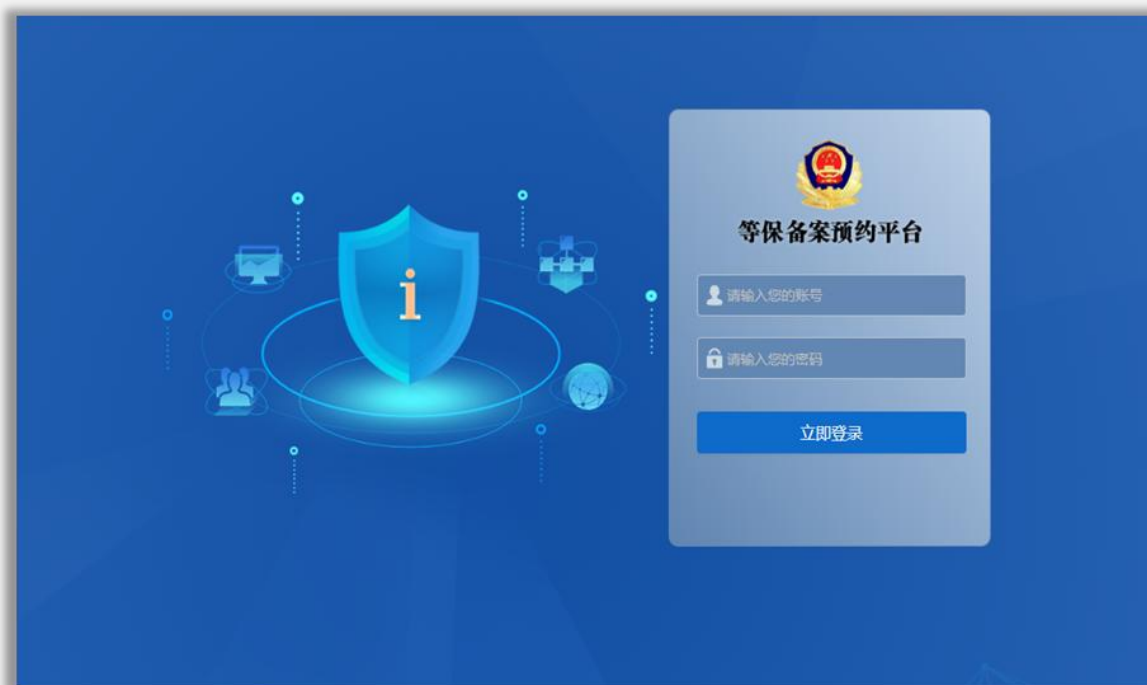 i
等保备案预约平台
请输入您的账号
请输入您的密码
立即登录